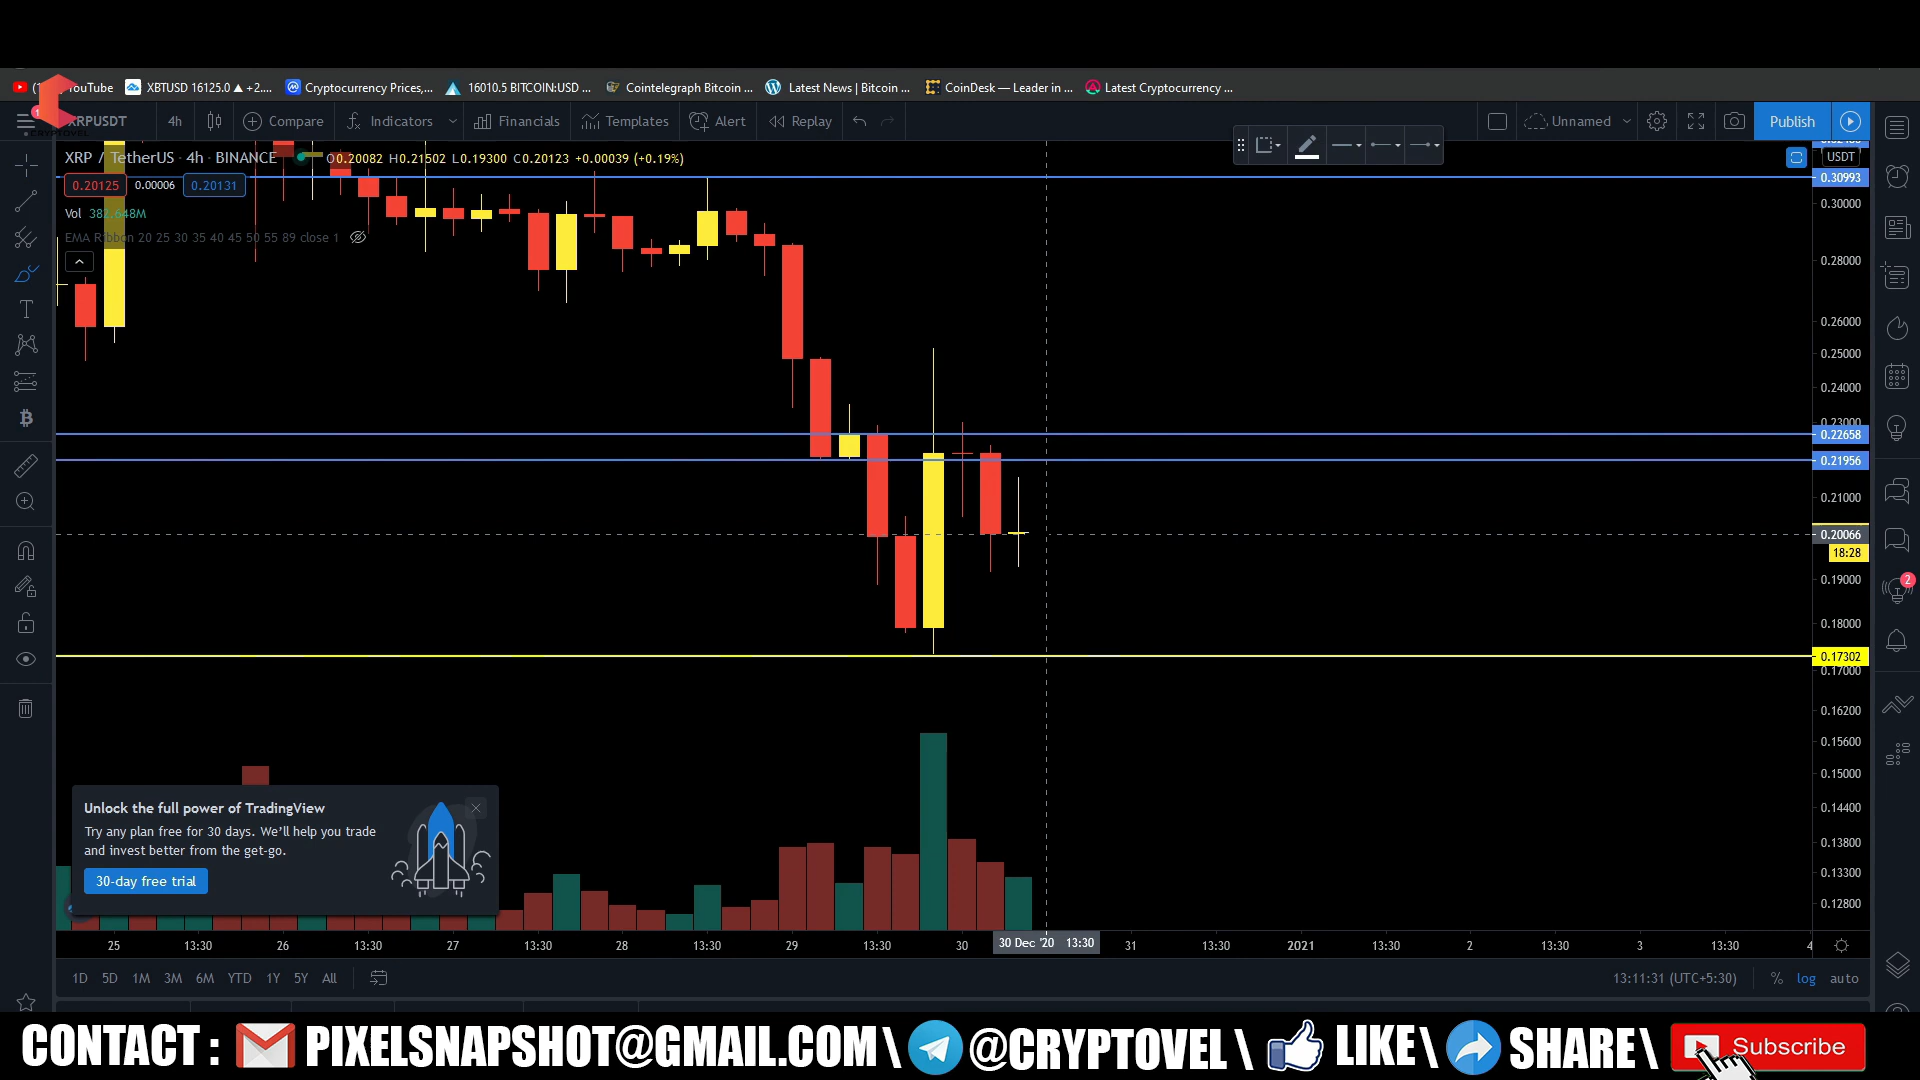 YouTube XBTUSD 16125.0 ▲ +2.... Cryptocurrency Prices,... 16010.5 BITCOIN:USD ... Cointelegraph Bitcoin ... Latest News | Bitcoin ... CoinDesk — Leader in ... Latest Cryptocurrency ...
XRPUSDT 4h Compare Indicators Financials Templates Alert Replay Unnamed Publish
CRYPTOVEL
XRP / TetherUS · 4h · BINANCE O0.20082 H0.21502 L0.19300 C0.20123 +0.00039 (+0.19%)
USDT
0.30993
0.20125 0.00006 0.20131
0.30000
Vol 382.648M
EMA Ribbon 20 25 30 35 40 45 50 55 89 close 1
0.28000
0.26000
0.25000
0.24000
0.23000
0.22658
0.21956
0.21000
0.20066
18:28
2
0.19000
0.18000
0.17302
0.17000
0.16200
0.15600
0.15000
0.14400
0.13800
0.13300
0.12800
Unlock the full power of TradingView
Try any plan free for 30 days. We'll help you trade
and invest better from the get-go.
30-day free trial
25 13:30 26 13:30 27 13:30 28 13:30 29 13:30 30 30 Dec '20 13:30 31 13:30 2021 13:30 2 13:30 3 13:30 4
1D 5D 1M 3M 6M YTD 1Y 5Y All 13:11:31 (UTC+5:30) % log auto
CONTACT : PIXELSNAPSHOT@GMAIL.COM \ @CRYPTOVEL \ LIKE \ SHARE \ Subscribe